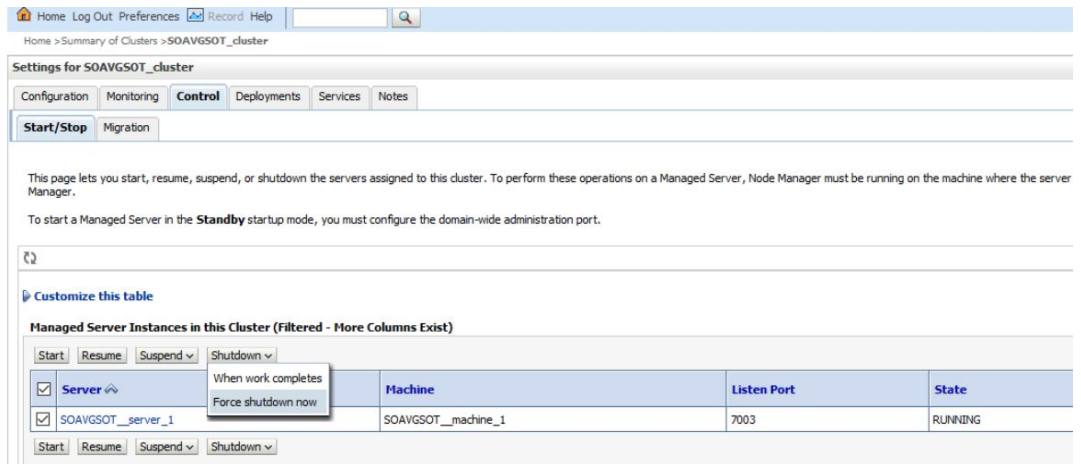 Home Log Out Preferences Record Help
Home >Summary of Clusters >SOAVGSOT_cluster
Settings for SOAVGSOT_cluster
Configuration Monitoring Control Deployments Services Notes
Start/Stop Migration
This page lets you start, resume, suspend, or shutdown the servers assigned to this cluster. To perform these operations on a Managed Server, Node Manager must be running on the machine where the server
Manager.
To start a Managed Server in the Standby startup mode, you must configure the domain-wide administration port.
Customize this table
Managed Server Instances in this Cluster (Filtered - More Columns Exist)
Start Resume Suspend Shutdown
When work completes
Force shutdown now
Server Machine Listen Port State
SOAVGSOT__server_1 SOAVGSOT__machine_1 7003 RUNNING
Start Resume Suspend Shutdown